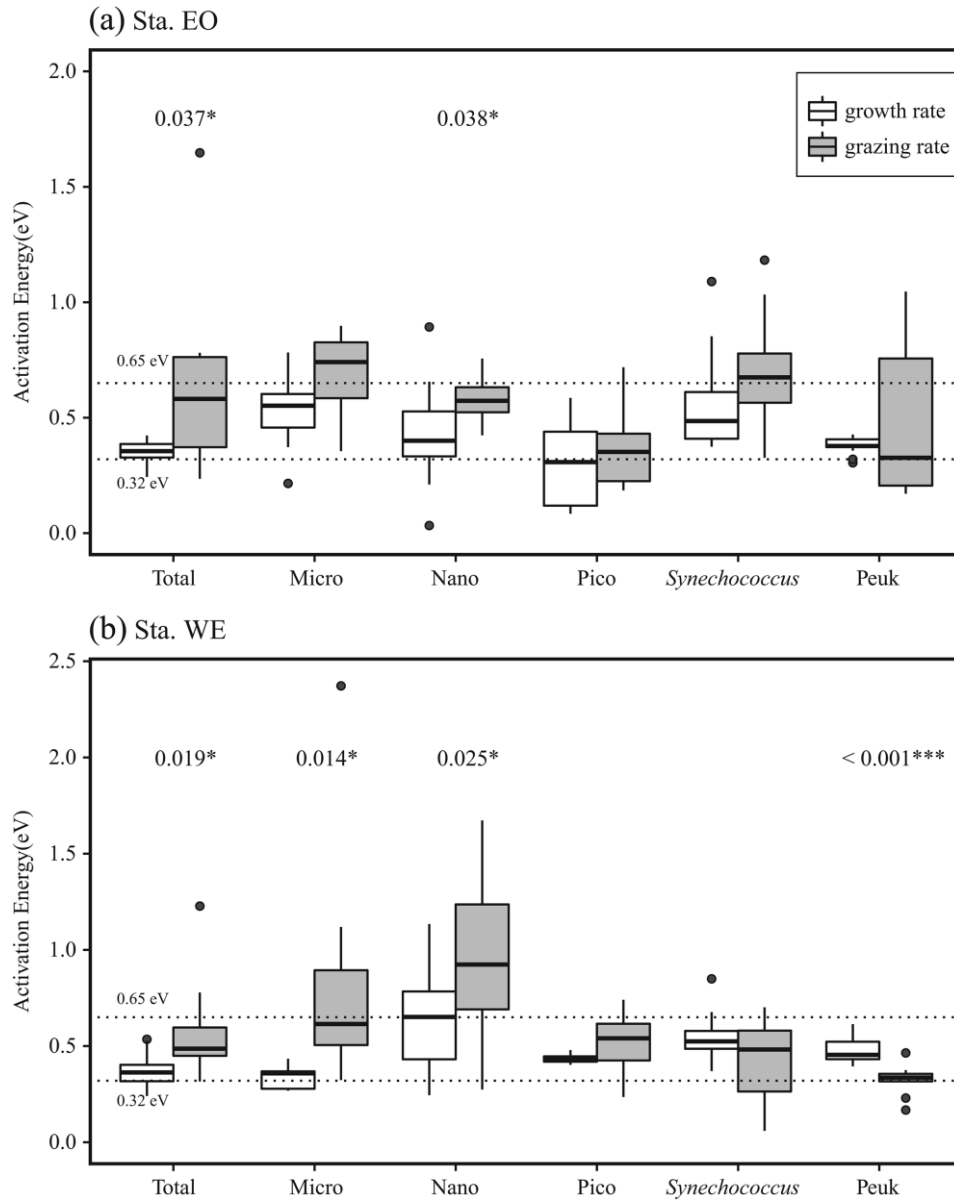 (a) Sta. EO
2.0
0.037*
0.038*
growth rate
grazing rate
1.5
Activation Energy(eV)
1.0
0.65 eV
0.5
0.32 eV
0.0
Total Micro Nano Pico Synechococcus Peuk
(b) Sta. WE
2.5
2.0
0.019* 0.014* 0.025* < 0.001***
1.5
Activation Energy(eV)
1.0
0.65 eV
0.5
0.32 eV
0.0
Total Micro Nano Pico Synechococcus Peuk